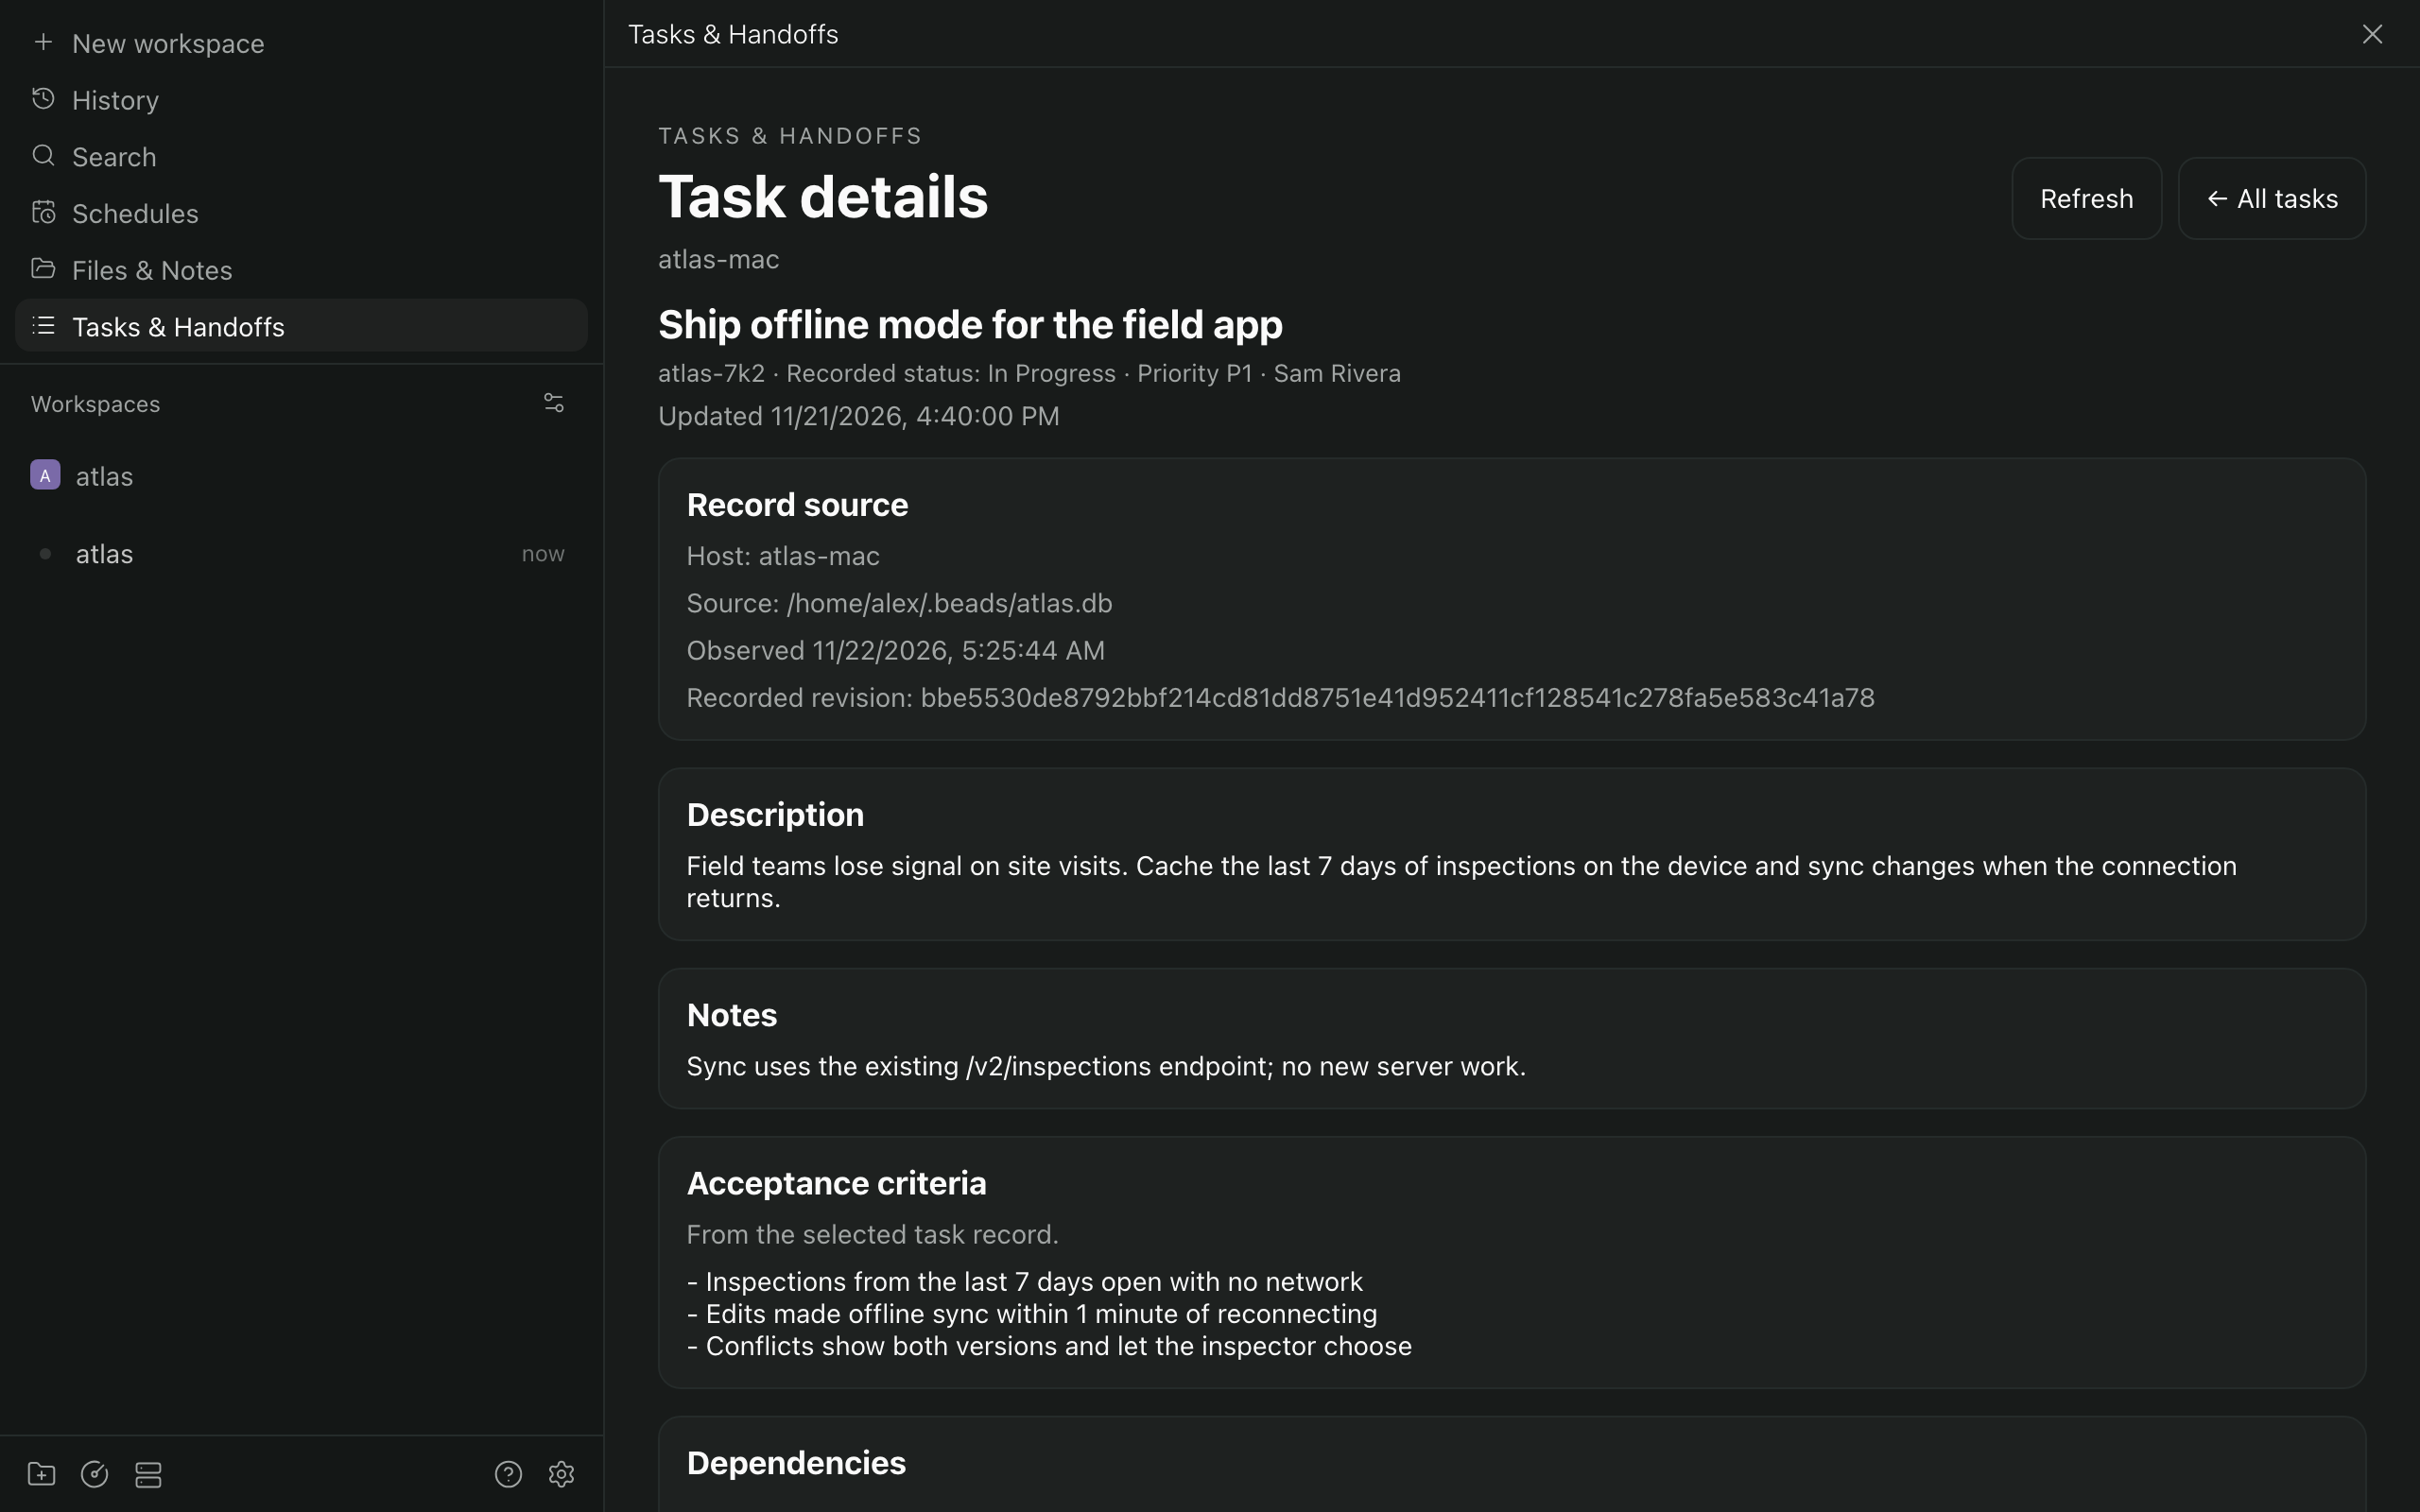 New workspace
History
Search
Schedules
Files & Notes
Tasks & Handoffs
Workspaces
A atlas
atlas now
Tasks & Handoffs
TASKS & HANDOFFS
Task details
atlas-mac
Refresh
← All tasks
Ship offline mode for the field app
atlas-7k2 · Recorded status: In Progress · Priority P1 · Sam Rivera
Updated 11/21/2026, 4:40:00 PM
Record source
Host: atlas-mac
Source: /home/alex/.beads/atlas.db
Observed 11/22/2026, 5:25:44 AM
Recorded revision: bbe5530de8792bbf214cd81dd8751e41d952411cf128541c278fa5e583c41a78
Description
Field teams lose signal on site visits. Cache the last 7 days of inspections on the device and sync changes when the connection
returns.
Notes
Sync uses the existing /v2/inspections endpoint; no new server work.
Acceptance criteria
From the selected task record.
- Inspections from the last 7 days open with no network
- Edits made offline sync within 1 minute of reconnecting
- Conflicts show both versions and let the inspector choose
Dependencies